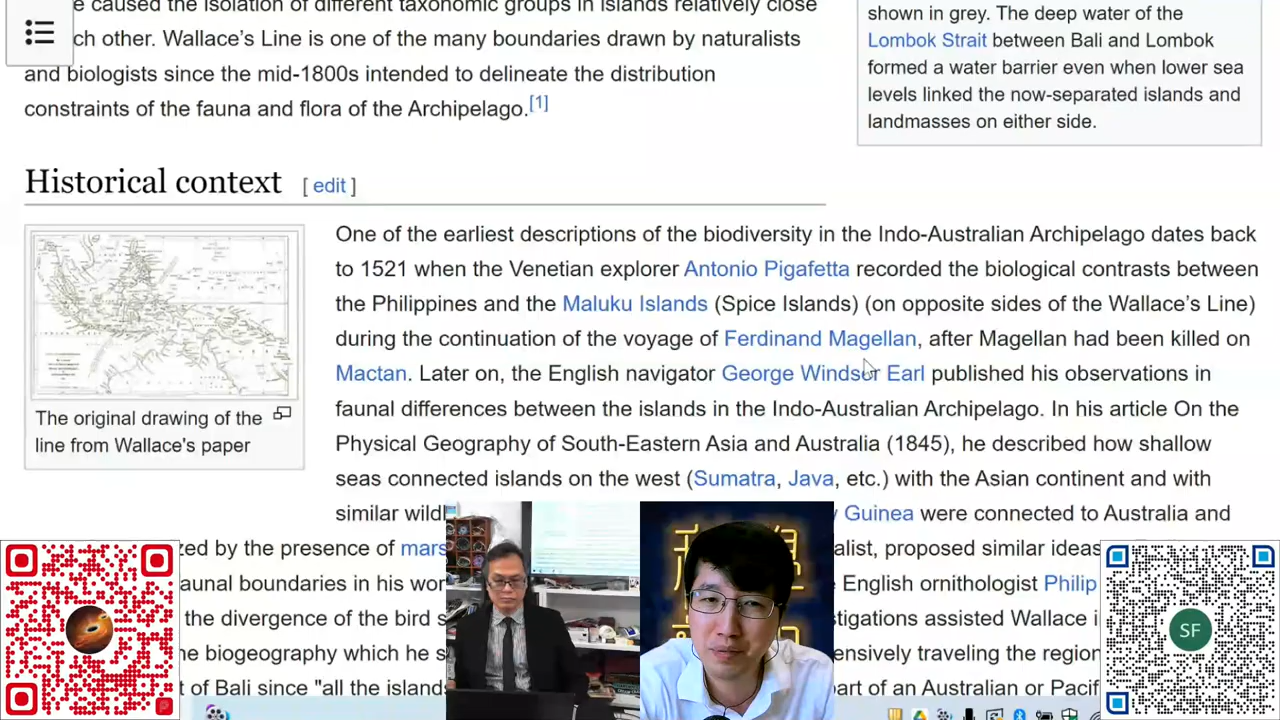 e caused the isolation of different taxonomic groups in islands relatively close
ch other. Wallace's Line is one of the many boundaries drawn by naturalists
and biologists since the mid-1800s intended to delineate the distribution
constraints of the fauna and flora of the Archipelago.[1]
shown in grey. The deep water of the
Lombok Strait between Bali and Lombok
formed a water barrier even when lower sea
levels linked the now-separated islands and
landmasses on either side.
Historical context [ edit ]
The original drawing of the
line from Wallace's paper
One of the earliest descriptions of the biodiversity in the Indo-Australian Archipelago dates back
to 1521 when the Venetian explorer Antonio Pigafetta recorded the biological contrasts between
the Philippines and the Maluku Islands (Spice Islands) (on opposite sides of the Wallace's Line)
during the continuation of the voyage of Ferdinand Magellan, after Magellan had been killed on
Mactan. Later on, the English navigator George Windsor Earl published his observations in
faunal differences between the islands in the Indo-Australian Archipelago. In his article On the
Physical Geography of South-Eastern Asia and Australia (1845), he described how shallow
seas connected islands on the west (Sumatra, Java, etc.) with the Asian continent and with
similar wildl Guinea were connected to Australia and
zed by the presence of mars alist, proposed similar ideas
aunal boundaries in his wor English ornithologist Philip
the divergence of the bird s stigations assisted Wallace i
he biogeography which he s ensively traveling the region
t of Bali since "all the islands part of an Australian or Pacif
SF